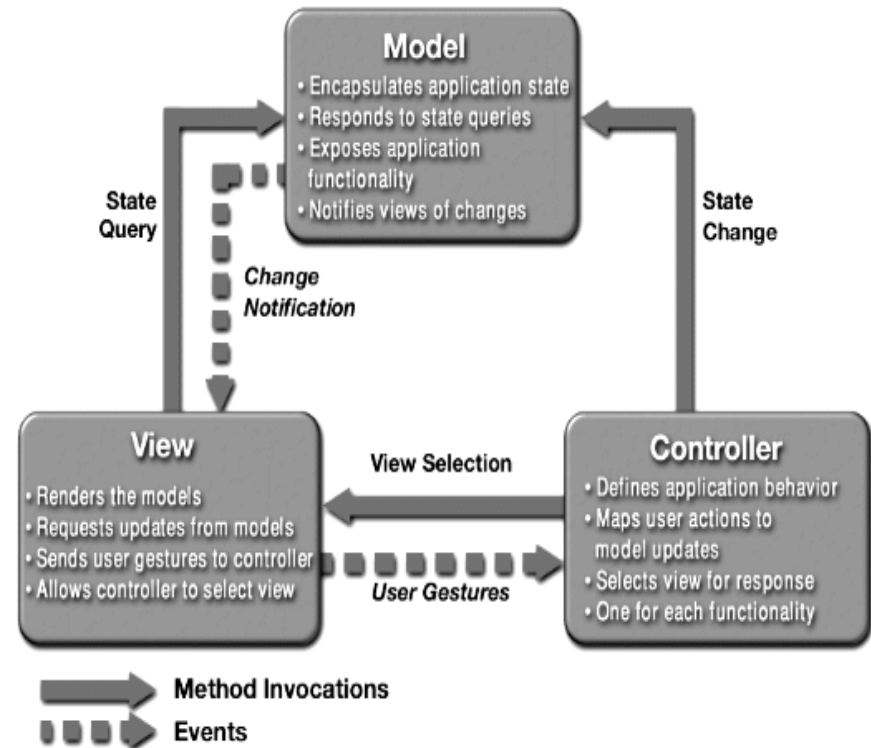 Model
• Encapsulates application state
• Responds to state queries
• Exposes application
functionality
• Notifies views of changes
State
Query
State
Change
Change
Notification
View
• Renders the models
• Requests updates from models
• Sends user gestures to controller
• Allows controller to select view
View Selection
User Gestures
Controller
• Defines application behavior
• Maps user actions to
model updates
• Selects view for response
• One for each functionality
Method Invocations
Events